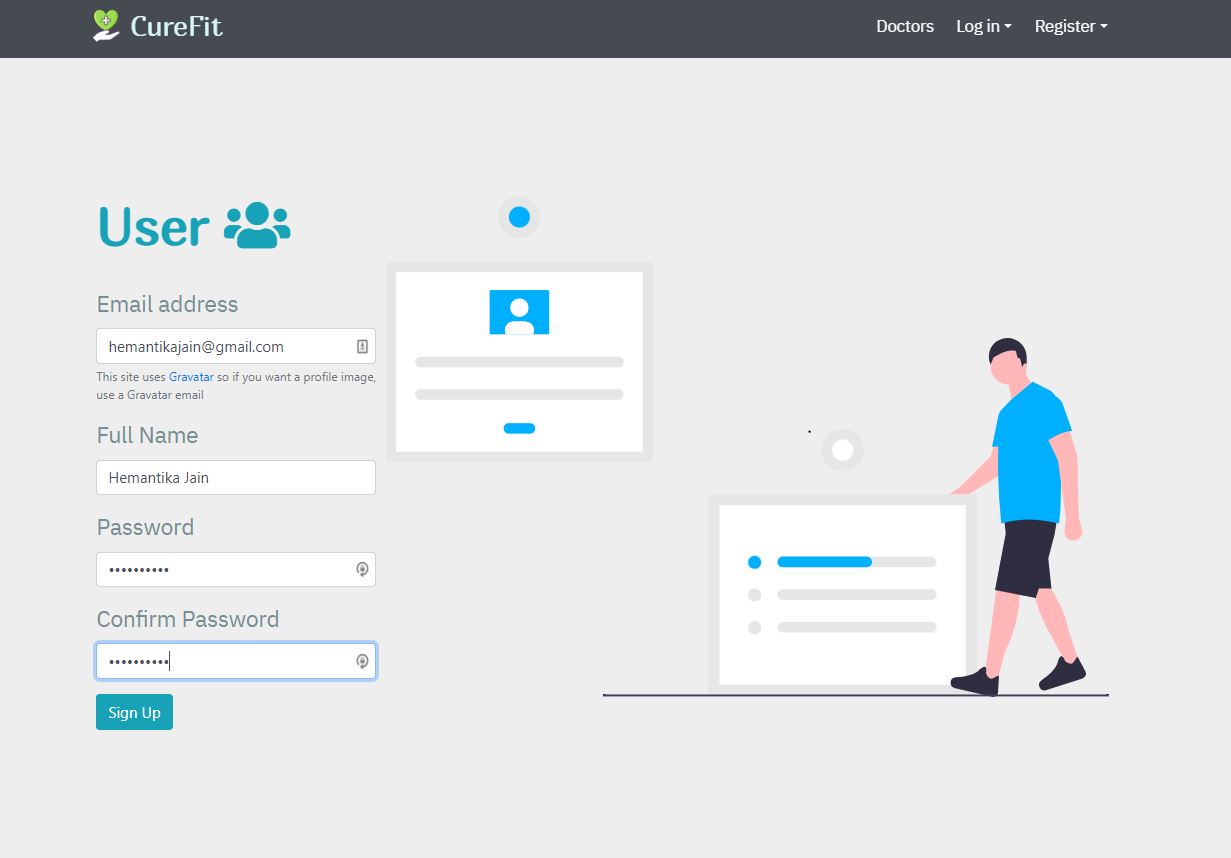 CureFit
Doctors
Log in
Register
User
Email address
hemantikajain@gmail.com
This site uses Gravatar so if you want a profile image,
use a Gravatar email
Full Name
Hemantika Jain
Password
••••••••••
Confirm Password
••••••••••
Sign Up